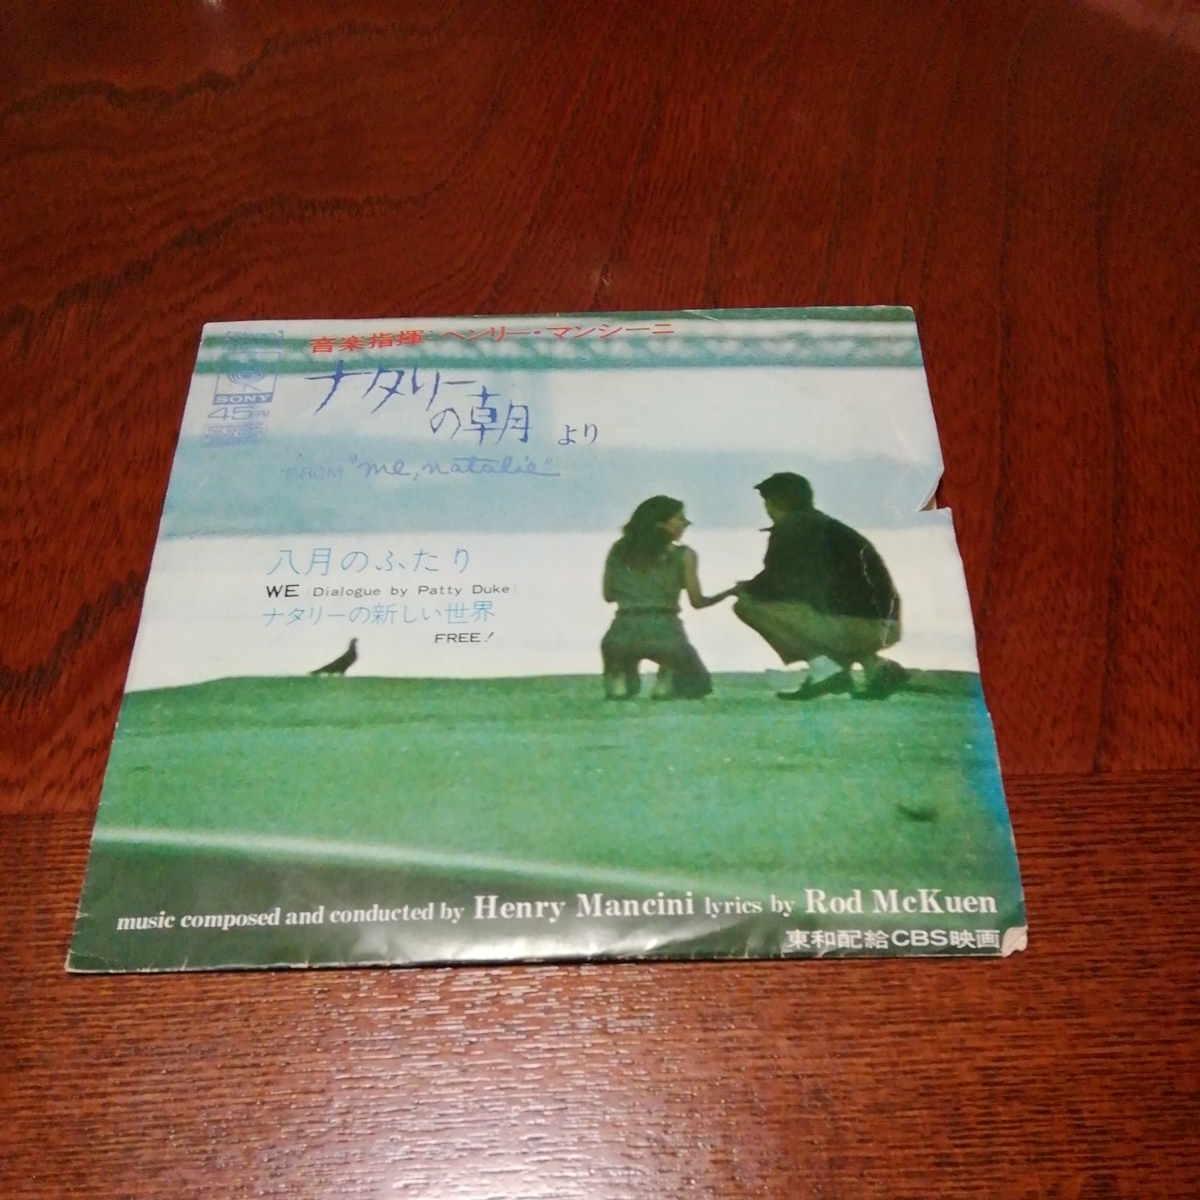 音楽指揮:ヘンリー・マンシーニ
SONY
45
ナタリー
の朝 より
FROM "me, natalie"
八月のふたり
WE (Dialogue by Patty Duke)
ナタリーの新しい世界
FREE!
music composed and conducted by Henry Mancini lyrics by Rod McKuen
東和配給CBS映画